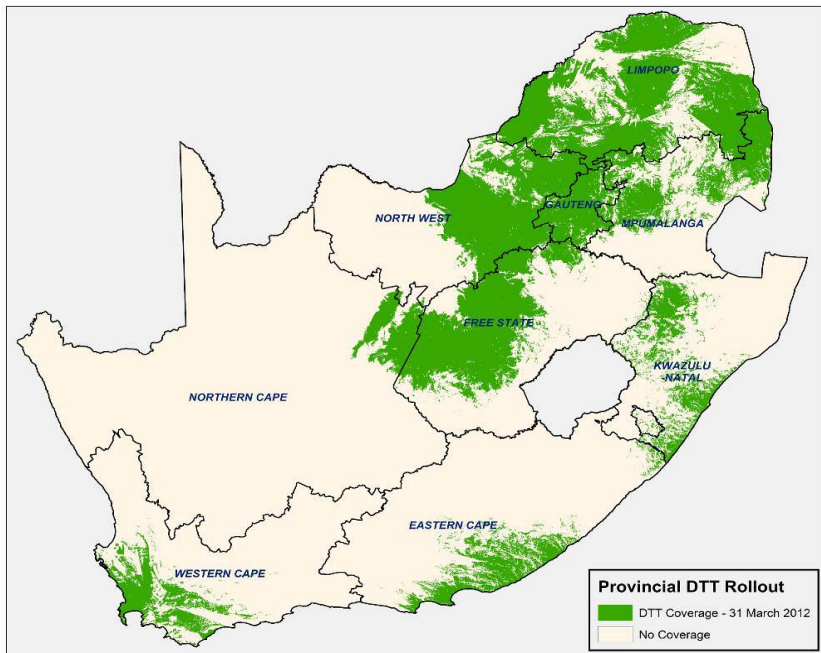 LIMPOPO
NORTH WEST
GAUTENG
MPUMALANGA
FREE STATE
KWAZULU
-NATAL
NORTHERN CAPE
EASTERN CAPE
WESTERN CAPE
Provincial DTT Rollout
DTT Coverage - 31 March 2012
No Coverage